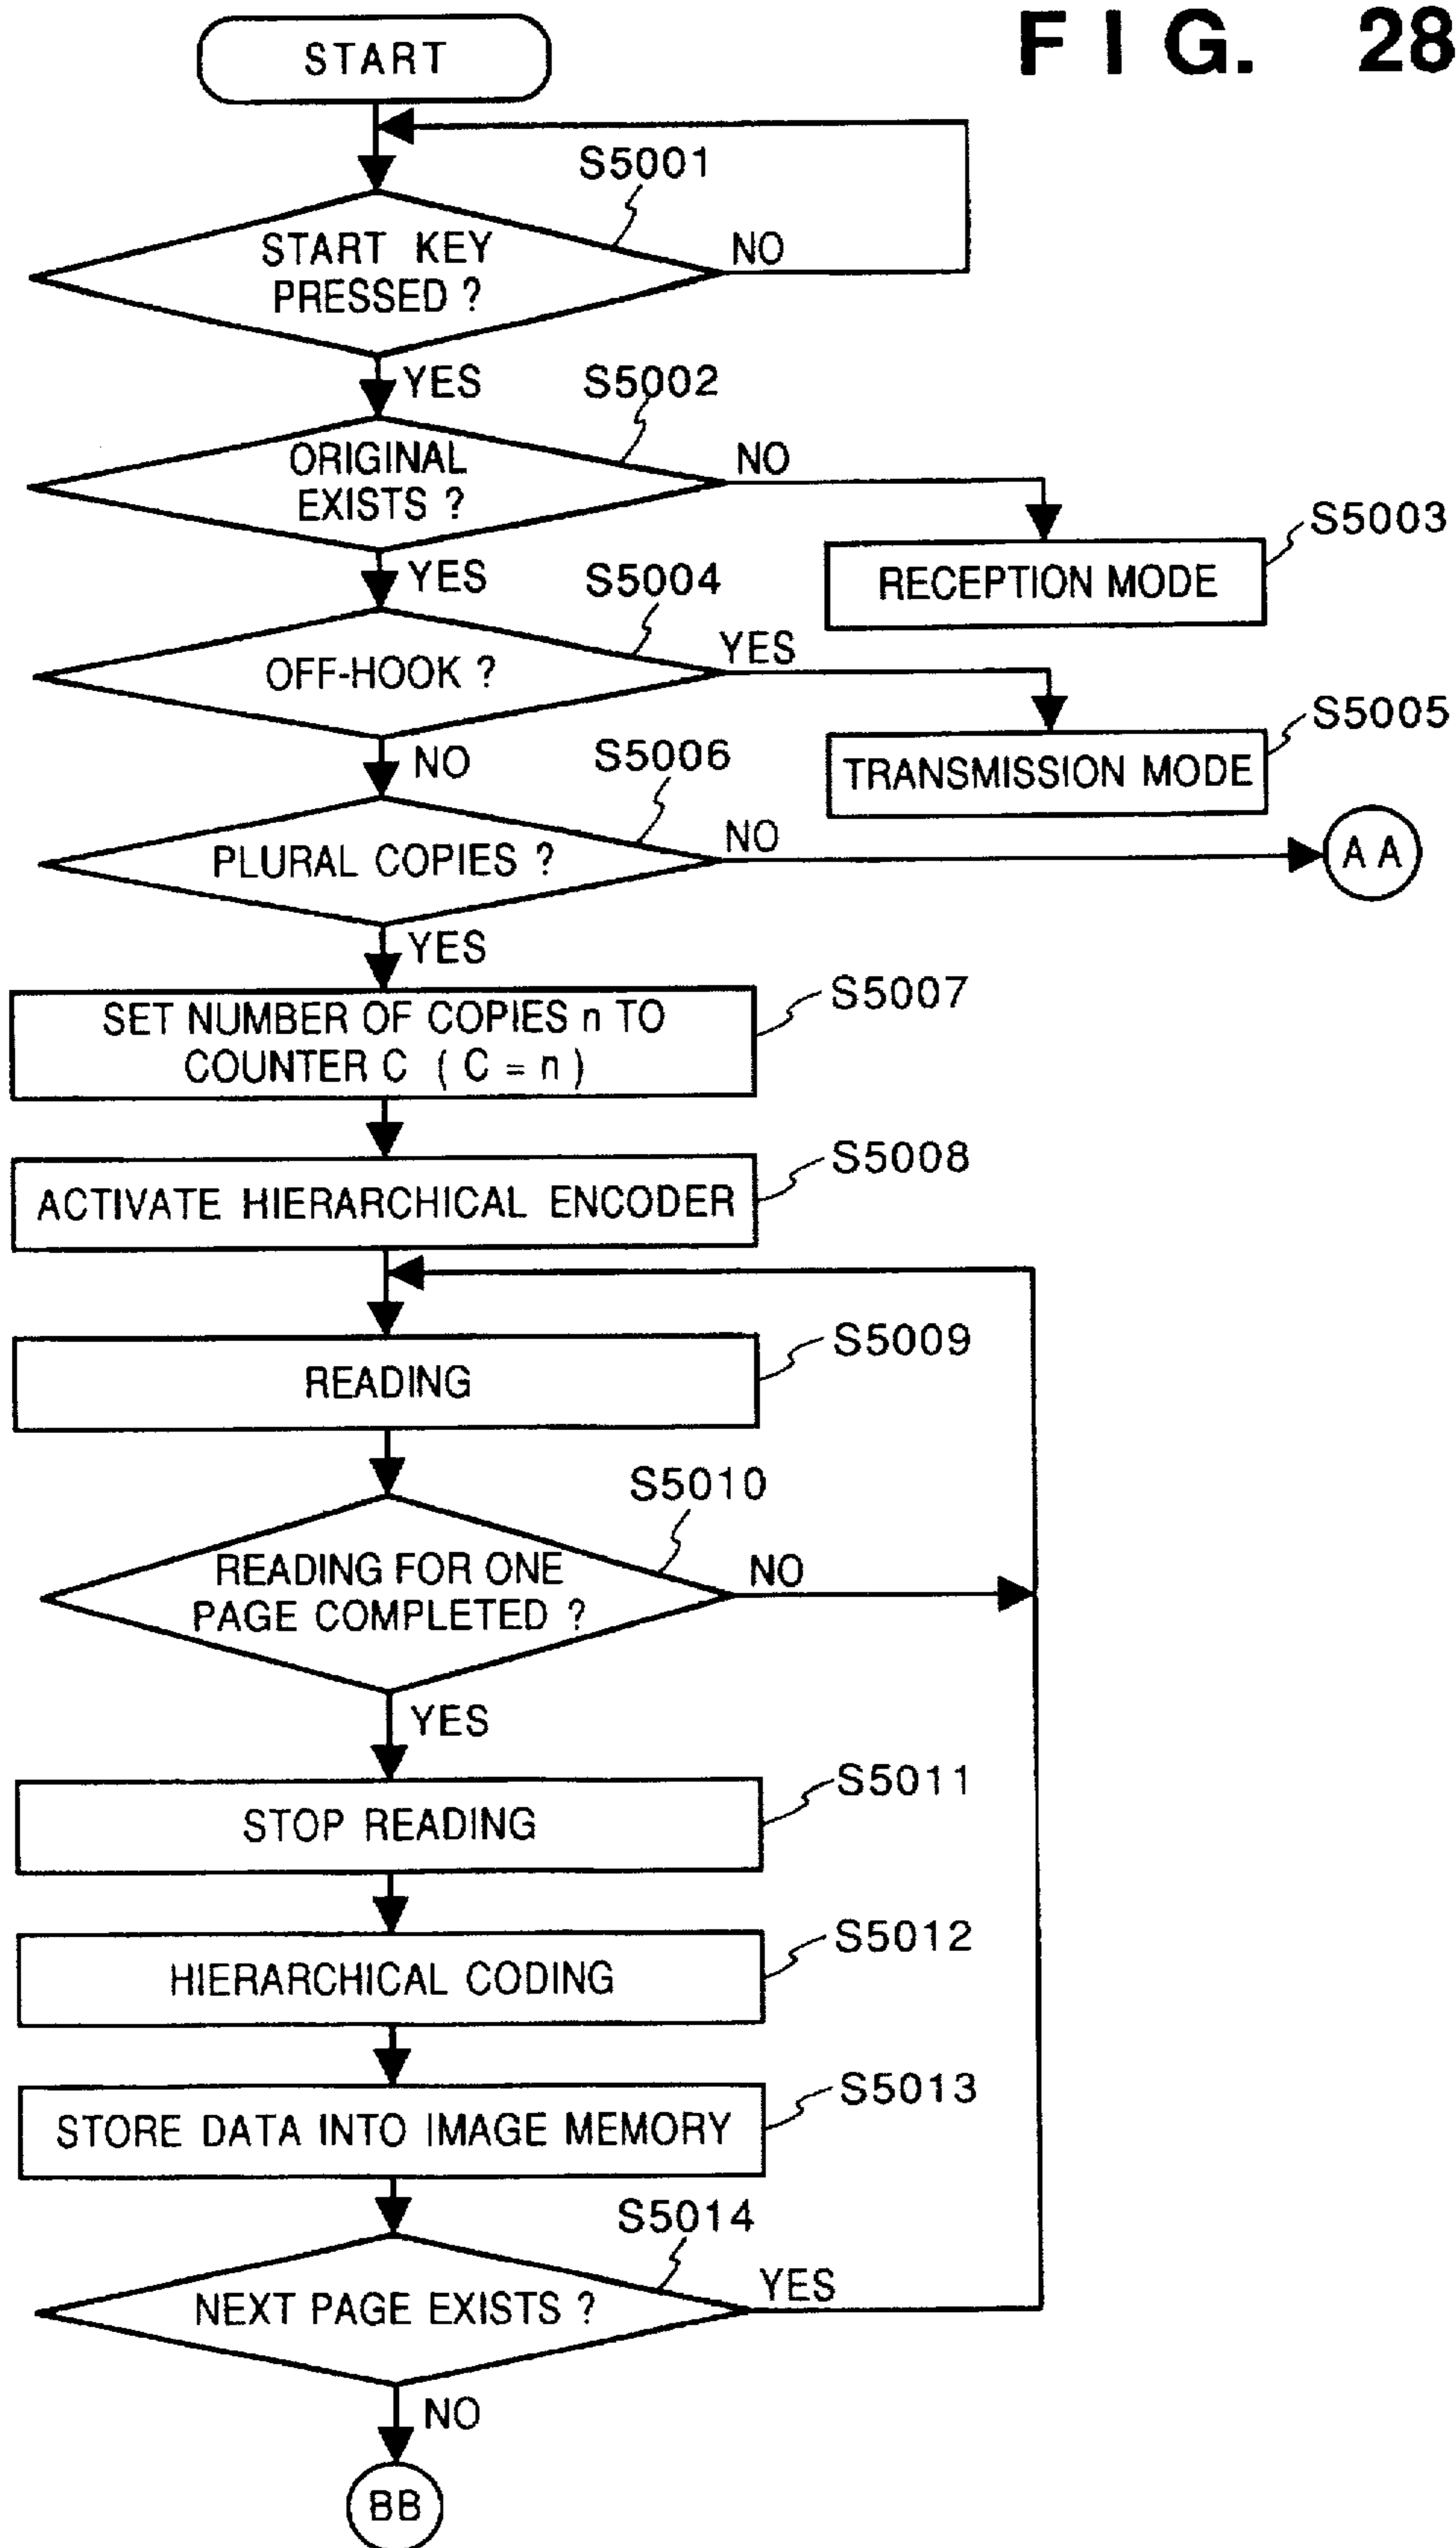 FIG. 28
START
S5001
START KEY
PRESSED ?
NO
YES
S5002
ORIGINAL
EXISTS ?
NO
S5003
RECEPTION MODE
YES
S5004
OFF-HOOK ?
YES
S5005
TRANSMISSION MODE
NO
S5006
PLURAL COPIES ?
NO
AA
YES
S5007
SET NUMBER OF COPIES n TO
COUNTER C ( C = n )
S5008
ACTIVATE HIERARCHICAL ENCODER
S5009
READING
S5010
READING FOR ONE
PAGE COMPLETED ?
NO
YES
S5011
STOP READING
S5012
HIERARCHICAL CODING
S5013
STORE DATA INTO IMAGE MEMORY
S5014
NEXT PAGE EXISTS ?
YES
NO
BB